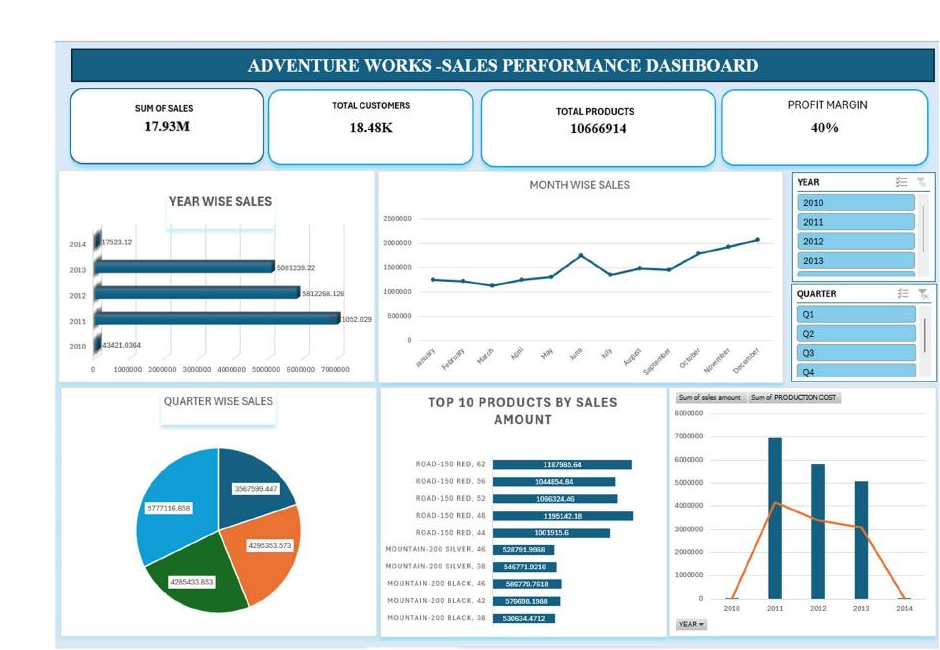 ADVENTURE WORKS -SALES PERFORMANCE DASHBOARD
SUM OF SALES
17.93M
TOTAL CUSTOMERS
18.48K
TOTAL PRODUCTS
10666914
PROFIT MARGIN
40%
YEAR WISE SALES
2014
17523.12
2013
5081239.22
2012
5812266.126
2011
1052.029
2010
43421.0364
0 1000000 2000000 3000000 4000000 5000000 6000000 7000000
MONTH WISE SALES
2500000
2000000
1500000
1000000
500000
0
January February March April May June July August September October November December
YEAR
2010
2011
2012
2013
QUARTER
Q1
Q2
Q3
Q4
QUARTER WISE SALES
3567599.447
5777116.658
4295353.573
4285433.853
TOP 10 PRODUCTS BY SALES
AMOUNT
ROAD-150 RED, 62 1187985.64
ROAD-150 RED, 56 1044854.84
ROAD-150 RED, 52 1066324.46
ROAD-150 RED, 48 1195142.18
ROAD-150 RED, 44 1001915.6
MOUNTAIN-200 SILVER, 46 528791.9988
MOUNTAIN-200 SILVER, 38 546771.9216
MOUNTAIN-200 BLACK, 46 586770.7618
MOUNTAIN-200 BLACK, 42 576698.1968
MOUNTAIN-200 BLACK, 38 530634.4712
Sum of sales amount Sum of PRODUCTION COST
8000000
7000000
6000000
5000000
4000000
3000000
2000000
1000000
0
2010 2011 2012 2013 2014
YEAR